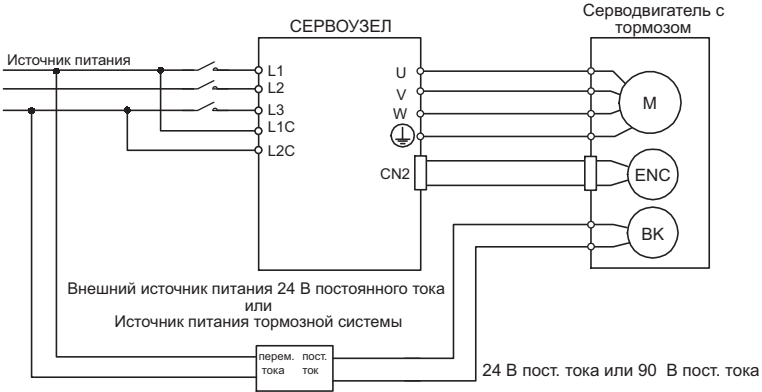 Серводвигатель с
тормозом
СЕРВОУЗЕЛ
Источник питания
L1
L2
L3
L1C
L2C
U
V
W
CN2
M
ENC
BK
Внешний источник питания 24 В постоянного тока
или
Источник питания тормозной системы
перем. пост.
тока ток
24 В пост. тока или 90 В пост. тока